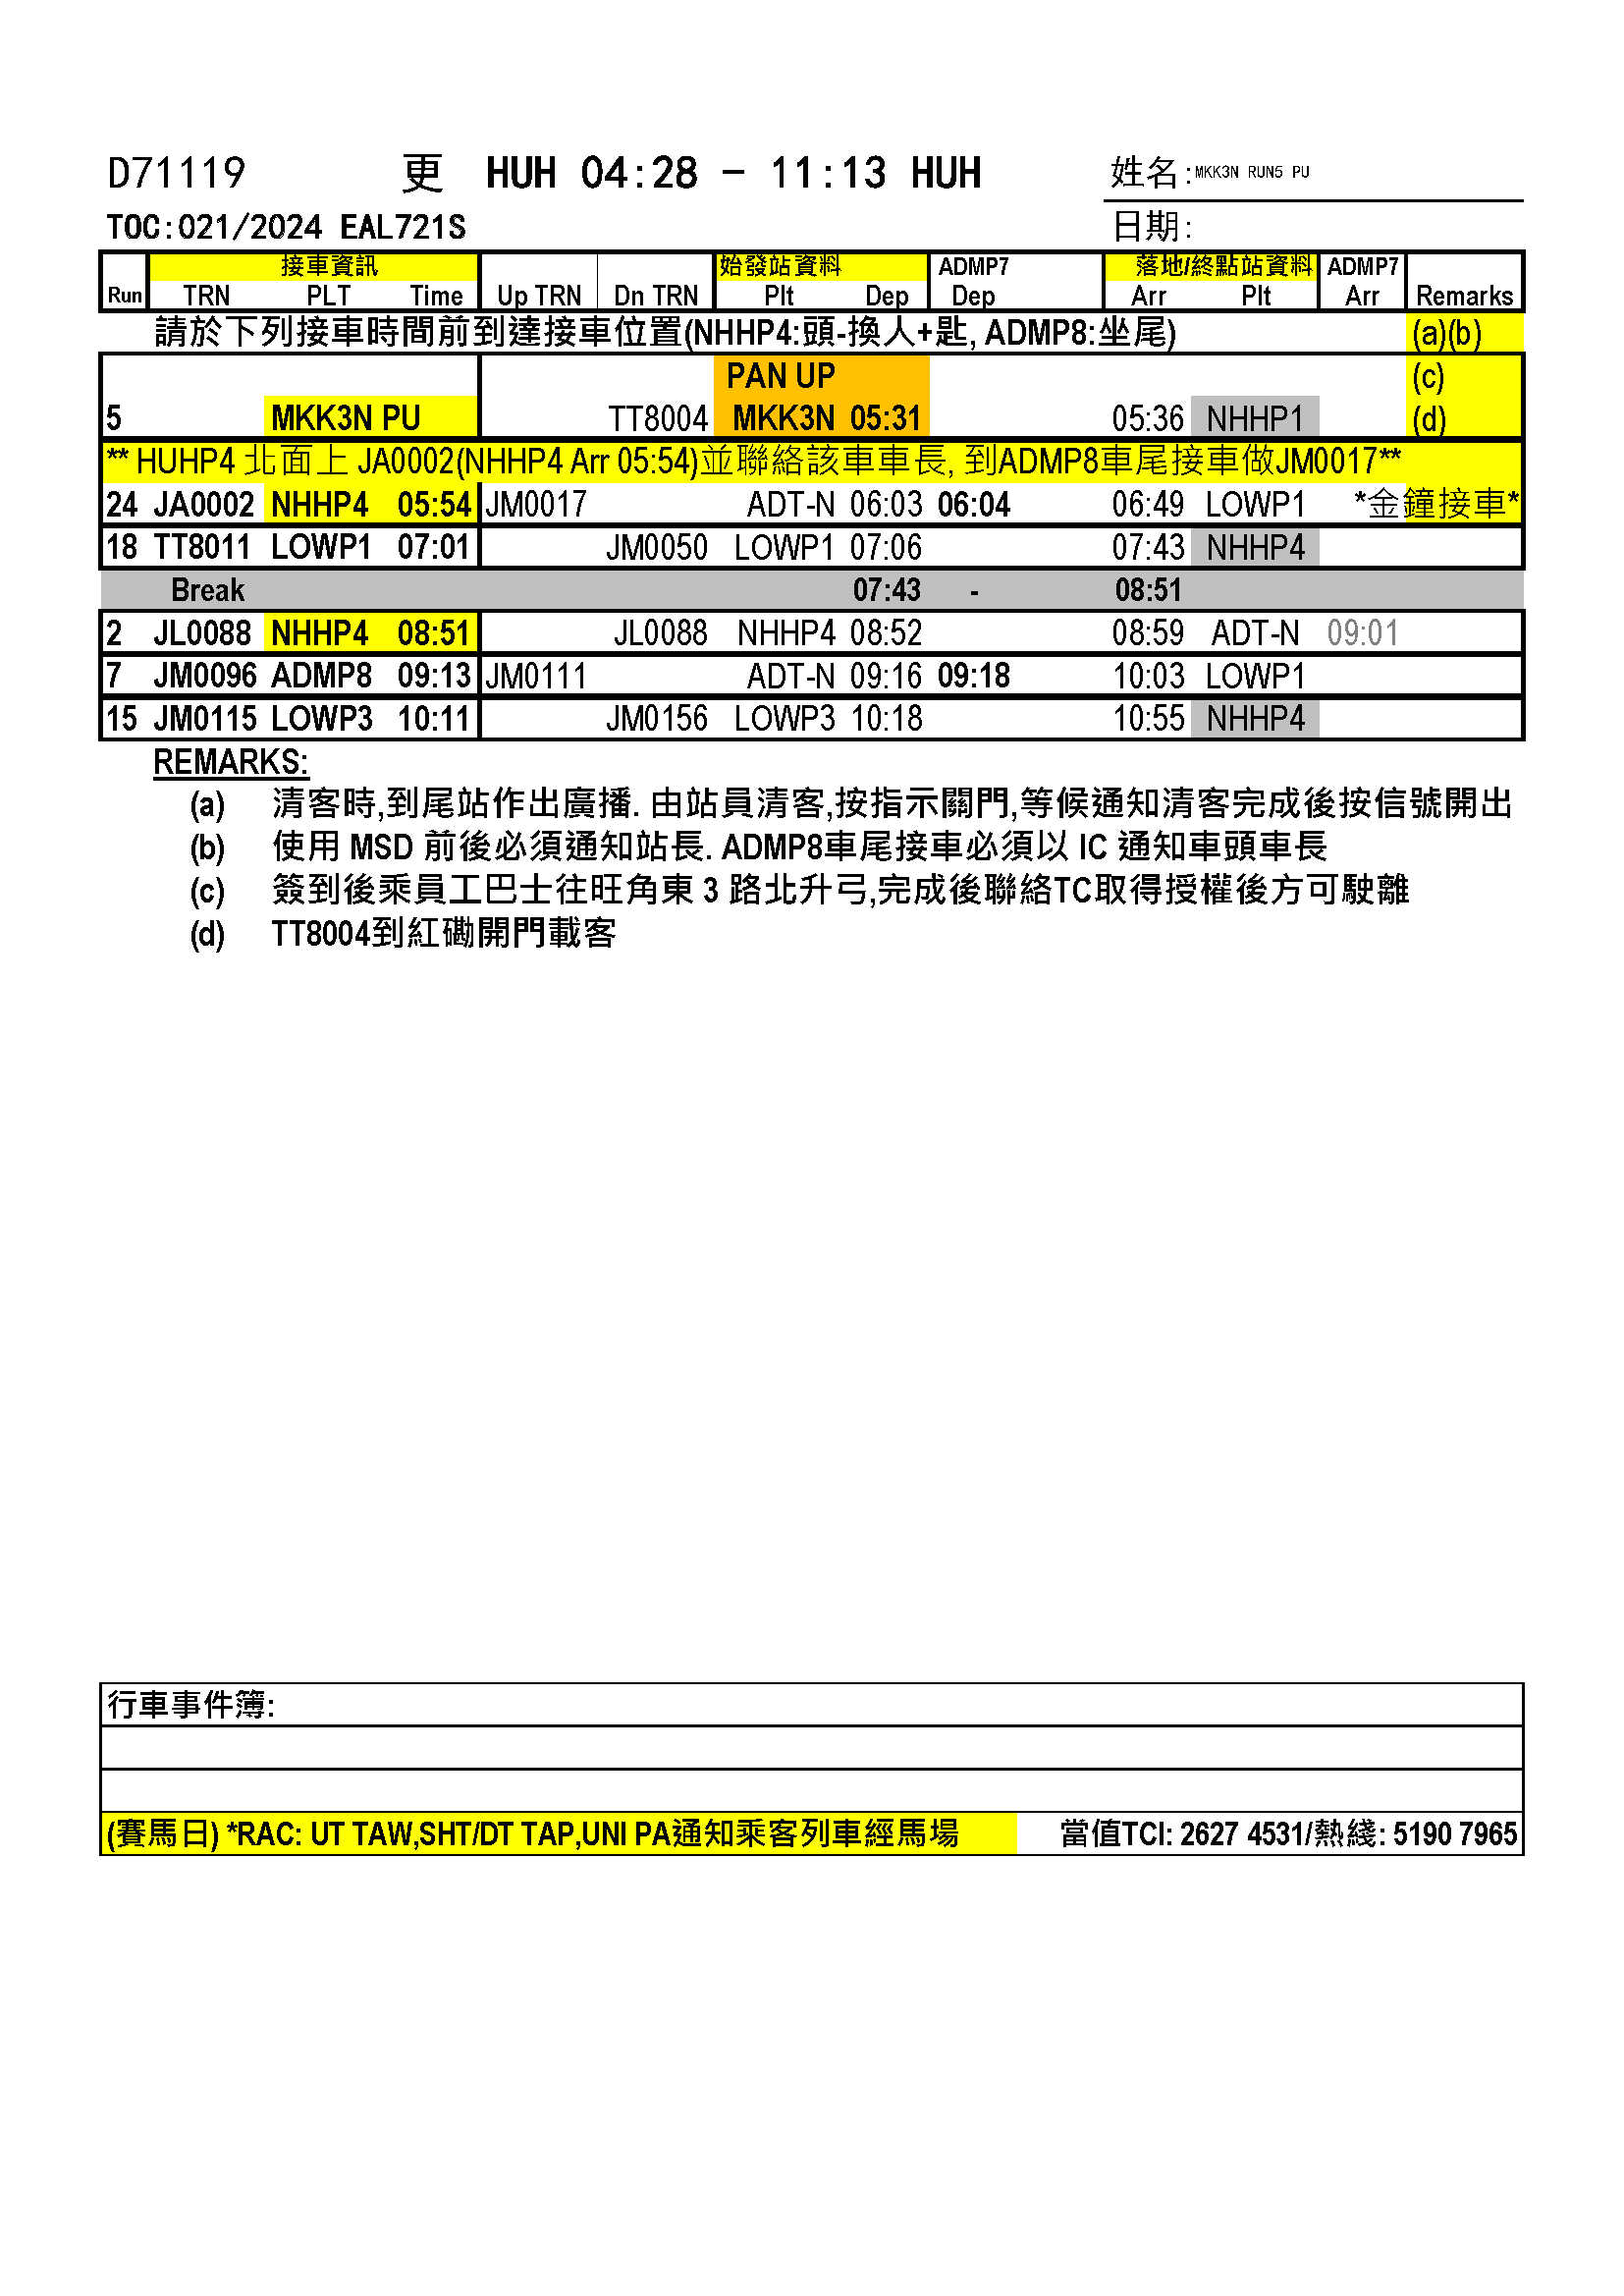 D71119 更 HUH 04:28 - 11:13 HUH 姓名:MKK3N RUN5 PU
TOC:021/2024 EAL721S 日期:
接車資訊 始發站資料 ADMP7 落地/終點站資料 ADMP7
Run TRN PLT Time Up TRN Dn TRN Plt Dep Dep Arr Plt Arr Remarks
請於下列接車時間前到達接車位置(NHHP4:頭-換人+匙, ADMP8:坐尾) (a)(b)
PAN UP (c)
5 MKK3N PU TT8004 MKK3N 05:31 05:36 NHHP1 (d)
** HUHP4 北面上 JA0002(NHHP4 Arr 05:54)並聯絡該車車長, 到ADMP8車尾接車做JM0017**
24 JA0002 NHHP4 05:54 JM0017 ADT-N 06:03 06:04 06:49 LOWP1 *金鐘接車*
18 TT8011 LOWP1 07:01 JM0050 LOWP1 07:06 07:43 NHHP4
Break 07:43 - 08:51
2 JL0088 NHHP4 08:51 JL0088 NHHP4 08:52 08:59 ADT-N 09:01
7 JM0096 ADMP8 09:13 JM0111 ADT-N 09:16 09:18 10:03 LOWP1
15 JM0115 LOWP3 10:11 JM0156 LOWP3 10:18 10:55 NHHP4
REMARKS:
(a) 清客時,到尾站作出廣播. 由站員清客,按指示關門,等候通知清客完成後按信號開出
(b) 使用 MSD 前後必須通知站長. ADMP8車尾接車必須以 IC 通知車頭車長
(c) 簽到後乘員工巴士往旺角東 3 路北升弓,完成後聯絡TC取得授權後方可駛離
(d) TT8004到紅磡開門載客
行車事件簿:
(賽馬日) *RAC: UT TAW,SHT/DT TAP,UNI PA通知乘客列車經馬場 當值TCI: 2627 4531/熱綫: 5190 7965